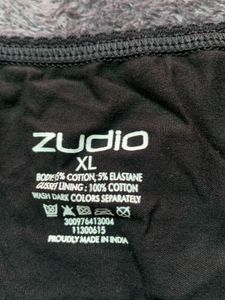 zudio
XL
BODY: 95% COTTON, 5% ELASTANE
GUSSET LINING : 100% COTTON
WASH DARK COLORS SEPARATELY
300976413004
11300615
PROUDLY MADE IN INDIA